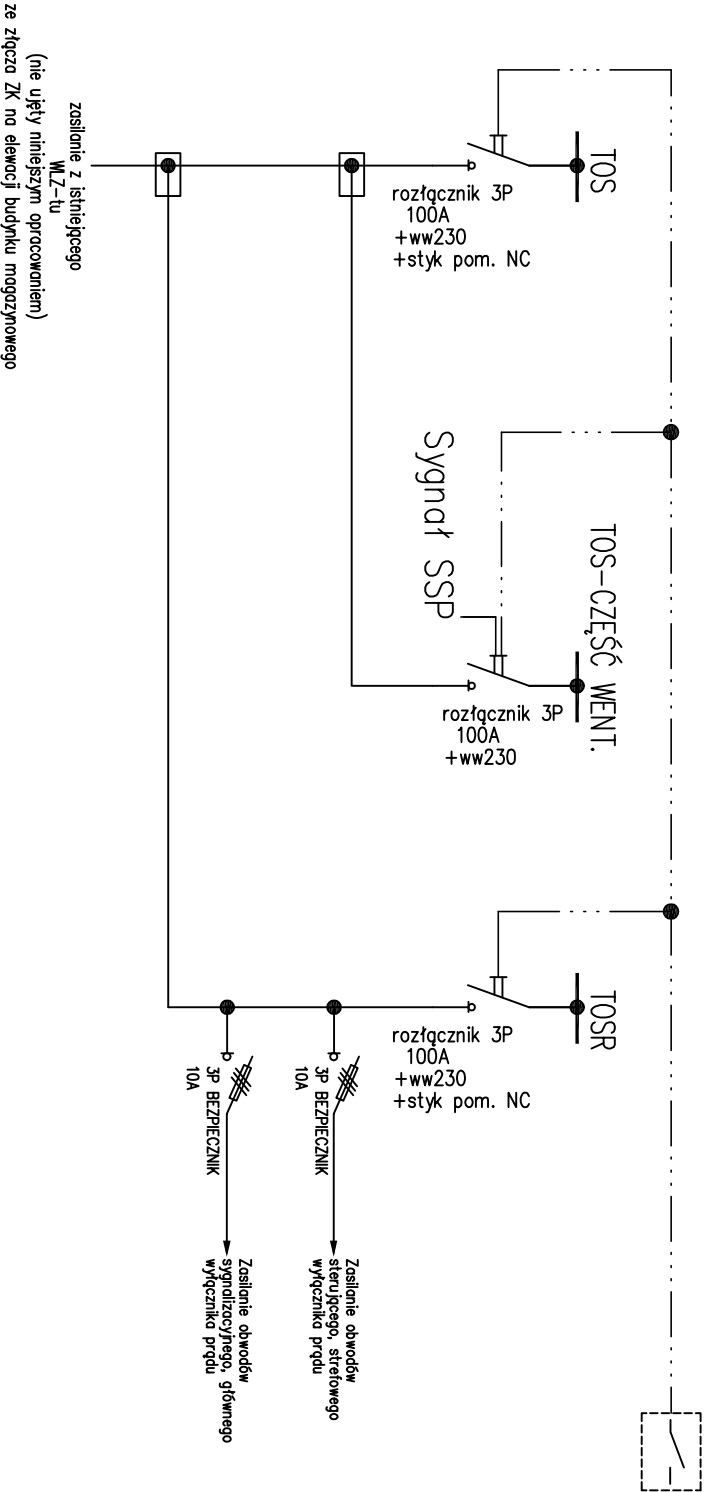 TOS
rozłącznik 3P
100A
+ww230
+styk pom. NC
zasilanie z istniejącego
WLZ-tu
(nie ujęty niniejszym opracowaniem)
ze złącza ZK na elewacji budynku magazynowego
TOS-CZĘŚĆ WENT.
Sygnał SSP
rozłącznik 3P
100A
+ww230
TOSR
rozłącznik 3P
100A
+ww230
+styk pom. NC
3P BEZPIECZNIK
10A
3P BEZPIECZNIK
10A
Zasilanie obwodów
sterującego, strefowego
wyłącznika prądu
Zasilanie obwodów
sygnalizacyjnego, głównego
wyłącznika prądu